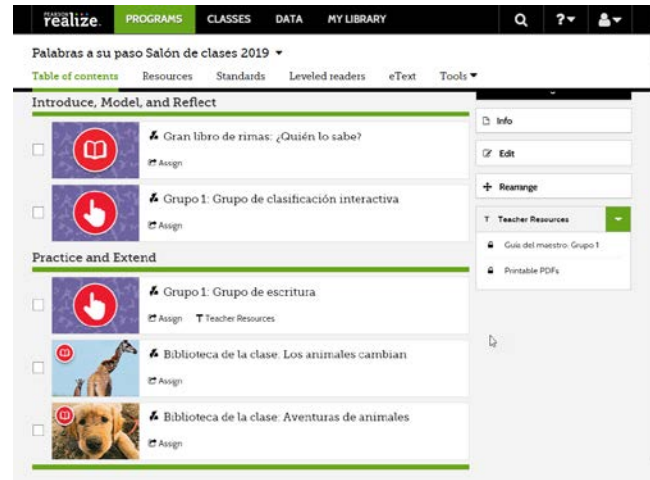 PEARSON
realize. PROGRAMS CLASSES DATA MY LIBRARY ?
Palabras a su paso Salón de clases 2019
Table of contents Resources Standards Leveled readers eText Tools
Introduce, Model, and Reflect
Gran libro de rimas: ¿Quién lo sabe?
Assign
Grupo 1: Grupo de clasificación interactiva
Assign
Practice and Extend
Grupo 1: Grupo de escritura
Assign T Teacher Resources
Biblioteca de la clase: Los animales cambian
Assign
Biblioteca de la clase: Aventuras de animales
Assign
Info
Edit
Rearrange
T Teacher Resources
Guía del maestro: Grupo 1
Printable PDFs